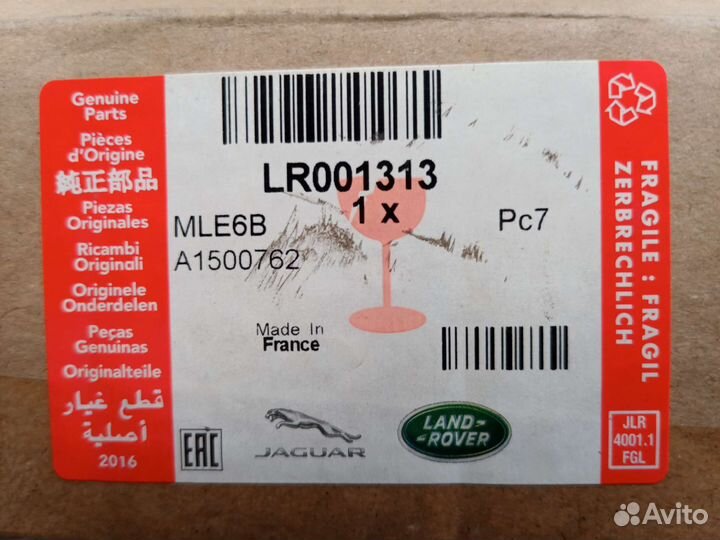 Genuine
Parts
Pièces
d'Origine
純正部品
Piezas
Originales
Ricambi
Originali
Originele
Onderdelen
Peças
Genuinas
Originalteile
قطع غيار
أصلية
2016
LR001313
1 x
MLE6B
Pc7
A1500762
Made In
France
EAC
JAGUAR
LAND-
-ROVER
FRAGILE : FRAGIL
ZERBRECHLICH
JLR
4001.1
FGL
Avito